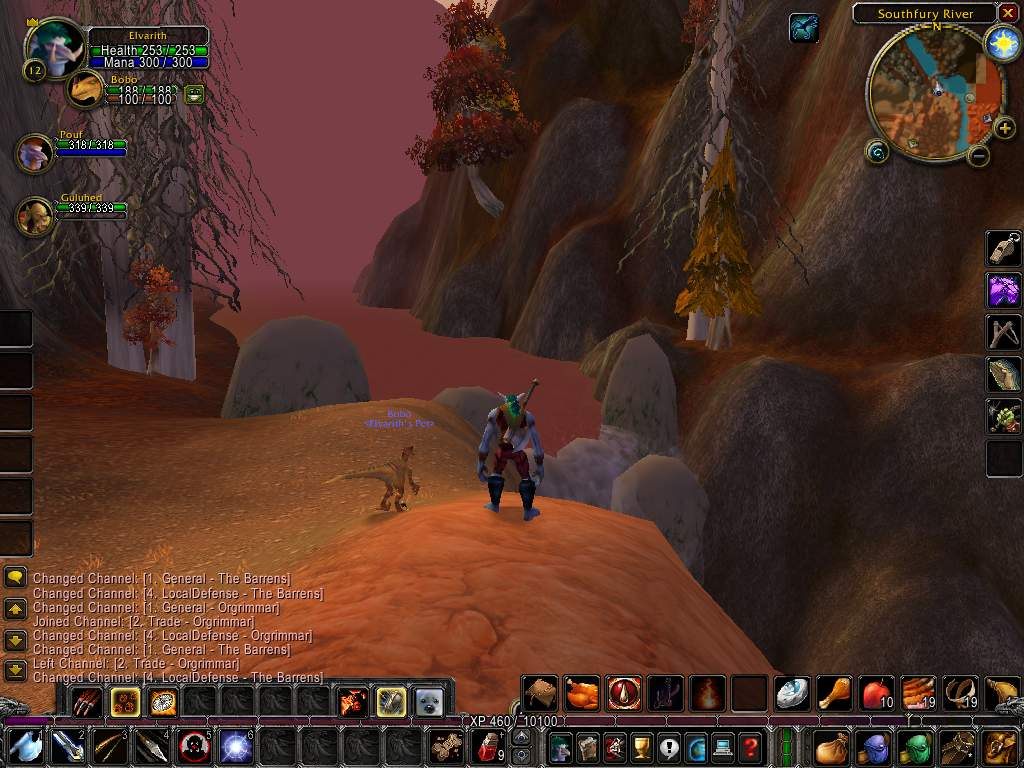 Elvarith
Health 253 / 253
Mana 300 / 300
12
Bobo
188 / 188
100 / 100
Pouf
318 / 318
Guluhed
339 / 339
Southfury River
N
Bobo
<Elvarith's Pet>
Changed Channel: [1. General - The Barrens]
Changed Channel: [4. LocalDefense - The Barrens]
Changed Channel: [1. General - Orgrimmar]
Joined Channel: [2. Trade - Orgrimmar]
Changed Channel: [4. LocalDefense - Orgrimmar]
Changed Channel: [1. General - The Barrens]
Left Channel: [2. Trade - Orgrimmar]
Changed Channel: [4. LocalDefense - The Barrens]
10 19 19
XP 460 / 10100
2 3 4 5 6 9